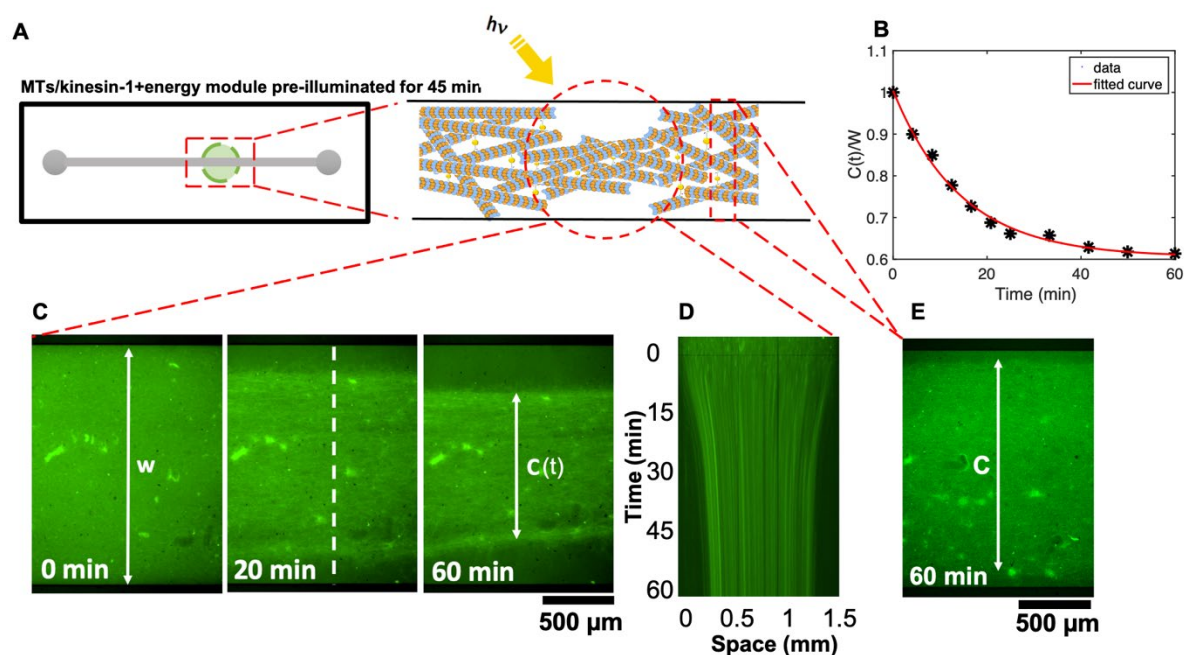 A
hν
MTs/kinesin-1+energy module pre-illuminated for 45 min
B
1.1
1
0.9
0.8
0.7
0.6
C(t)/W
data
fitted curve
0
20
40
60
Time (min)
C
W
0 min
20 min
C(t)
60 min
500 µm
D
0
15
30
45
60
Time (min)
0
0.5
1
1.5
Space (mm)
E
C
60 min
500 µm